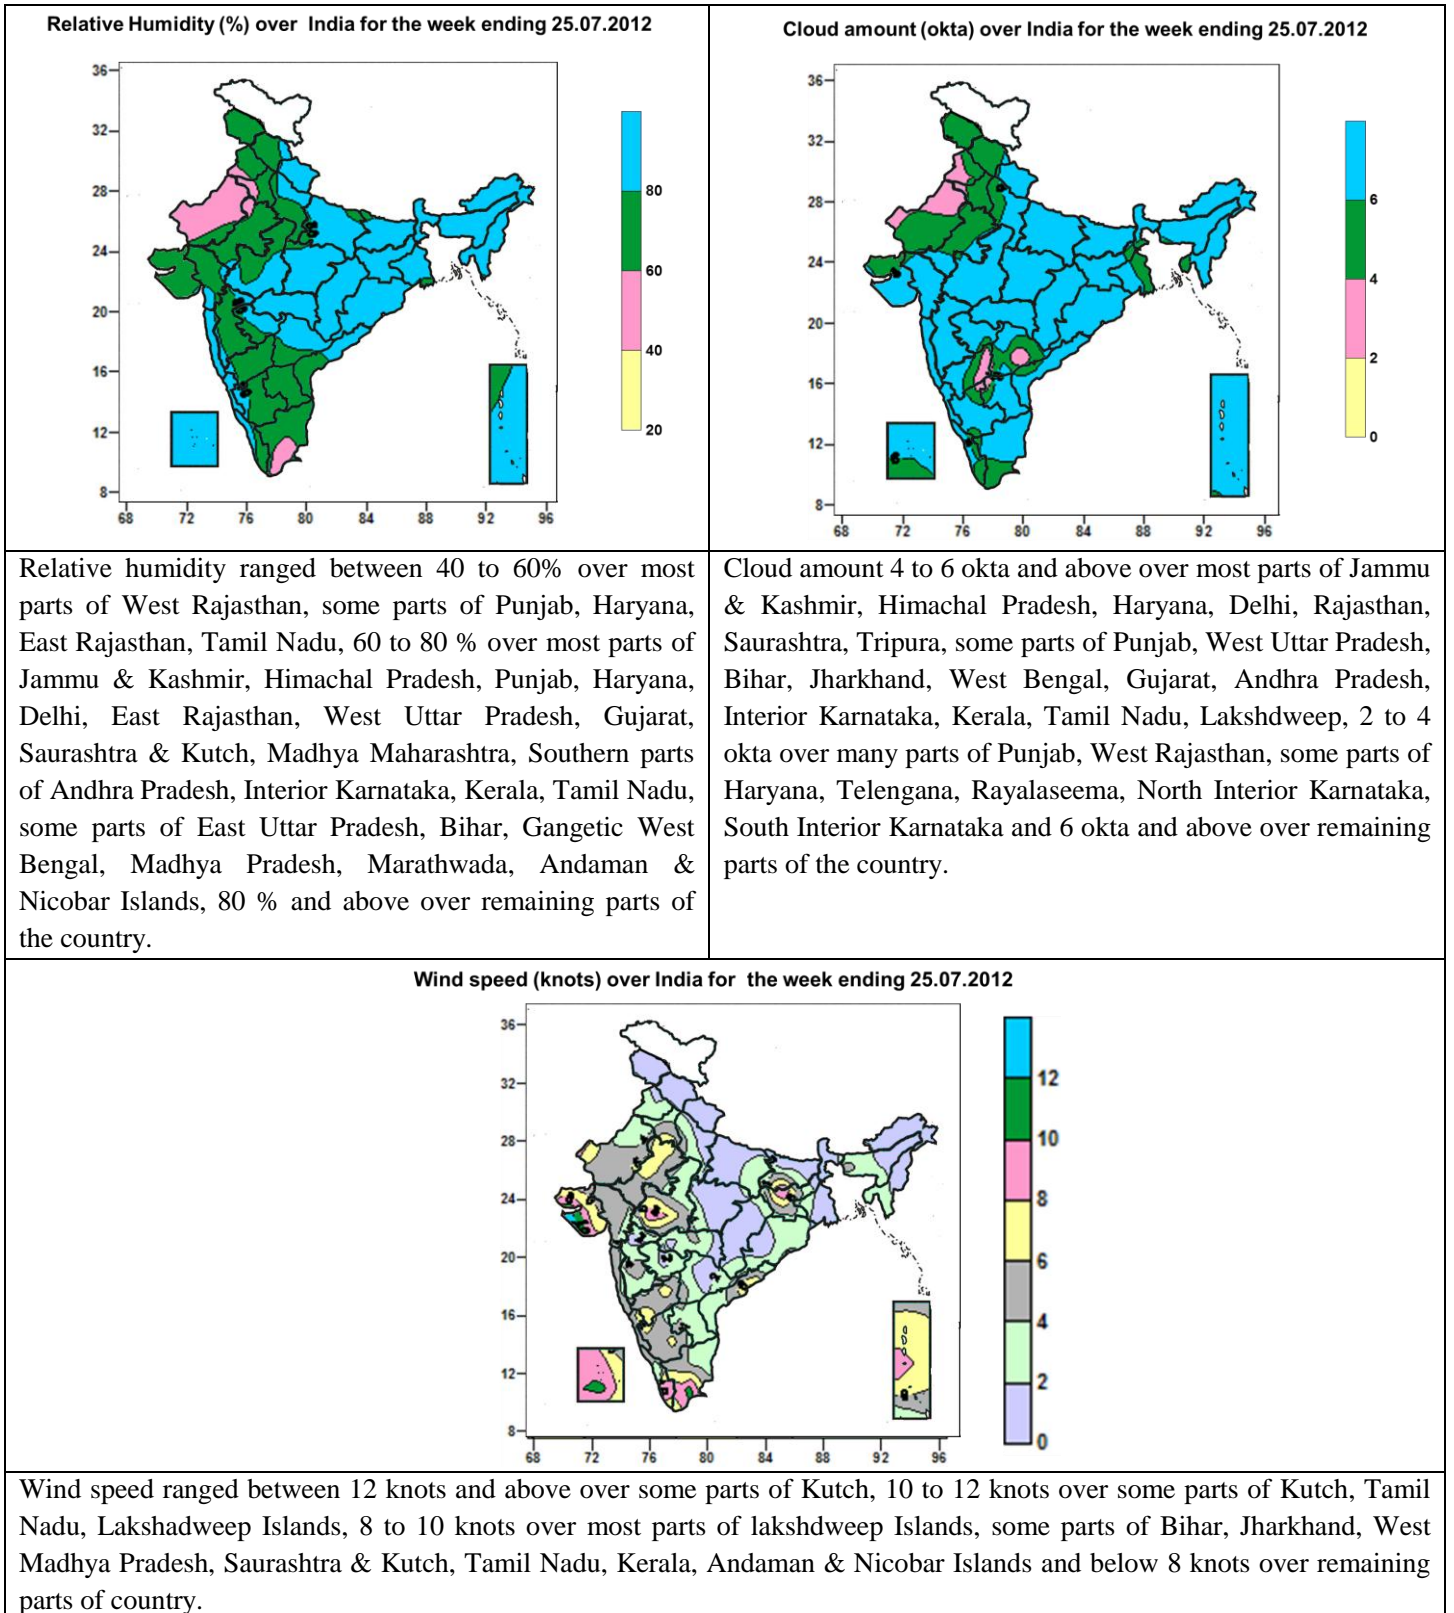 Relative Humidity (%) over India for the week ending 25.07.2012
36
32
28
24
20
16
12
8
68 72 76 80 84 88 92 96
80
60
40
20
Cloud amount (okta) over India for the week ending 25.07.2012
36
32
28
24
20
16
12
8
68 72 76 80 84 88 92 96
6
4
2
0
Relative humidity ranged between 40 to 60% over most
parts of West Rajasthan, some parts of Punjab, Haryana,
East Rajasthan, Tamil Nadu, 60 to 80 % over most parts of
Jammu & Kashmir, Himachal Pradesh, Punjab, Haryana,
Delhi, East Rajasthan, West Uttar Pradesh, Gujarat,
Saurashtra & Kutch, Madhya Maharashtra, Southern parts
of Andhra Pradesh, Interior Karnataka, Kerala, Tamil Nadu,
some parts of East Uttar Pradesh, Bihar, Gangetic West
Bengal, Madhya Pradesh, Marathwada, Andaman &
Nicobar Islands, 80 % and above over remaining parts of
the country.
Cloud amount 4 to 6 okta and above over most parts of Jammu
& Kashmir, Himachal Pradesh, Haryana, Delhi, Rajasthan,
Saurashtra, Tripura, some parts of Punjab, West Uttar Pradesh,
Bihar, Jharkhand, West Bengal, Gujarat, Andhra Pradesh,
Interior Karnataka, Kerala, Tamil Nadu, Lakshdweep, 2 to 4
okta over many parts of Punjab, West Rajasthan, some parts of
Haryana, Telengana, Rayalaseema, North Interior Karnataka,
South Interior Karnataka and 6 okta and above over remaining
parts of the country.
Wind speed (knots) over India for the week ending 25.07.2012
36
32
28
24
20
16
12
8
68 72 76 80 84 88 92 96
12
10
8
6
4
2
0
Wind speed ranged between 12 knots and above over some parts of Kutch, 10 to 12 knots over some parts of Kutch, Tamil
Nadu, Lakshadweep Islands, 8 to 10 knots over most parts of lakshdweep Islands, some parts of Bihar, Jharkhand, West
Madhya Pradesh, Saurashtra & Kutch, Tamil Nadu, Kerala, Andaman & Nicobar Islands and below 8 knots over remaining
parts of country.